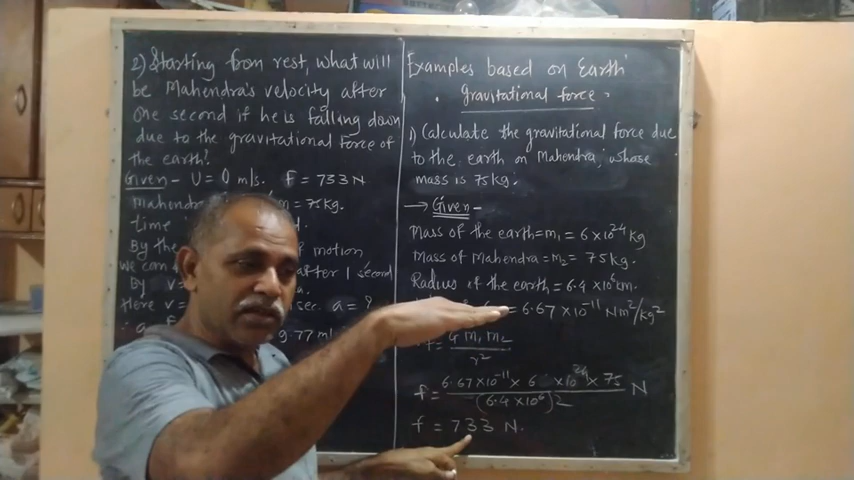 2) Starting from rest, what will
be Mahendra's velocity after
one second if he is falling down
due to the gravitational Force of
the earth?
Given - U = 0 m/s. F = 733 N
Mahendra m = 75 kg.
time
By the of motion
we can after 1 second
By v =
Here v = sec. a = ?
a 9.77 m/
Examples based on Earth'
gravitational force.
1) Calculate the gravitational force due
to the earth on Mahendra, whose
mass is 75 kg.
→ Given -
Mass of the earth = m₁ = 6 × 10²⁴ kg
Mass of Mahendra = m₂ = 75 kg.
Radius of the earth = 6.4 × 10⁶ m.
= 6.67 × 10⁻¹¹ Nm²/kg²
f = G m₁ m₂ / r²
f = 6.67 × 10⁻¹¹ × 6 × 10²⁴ × 75 / (6.4 × 10⁶)2 N
f = 733 N.